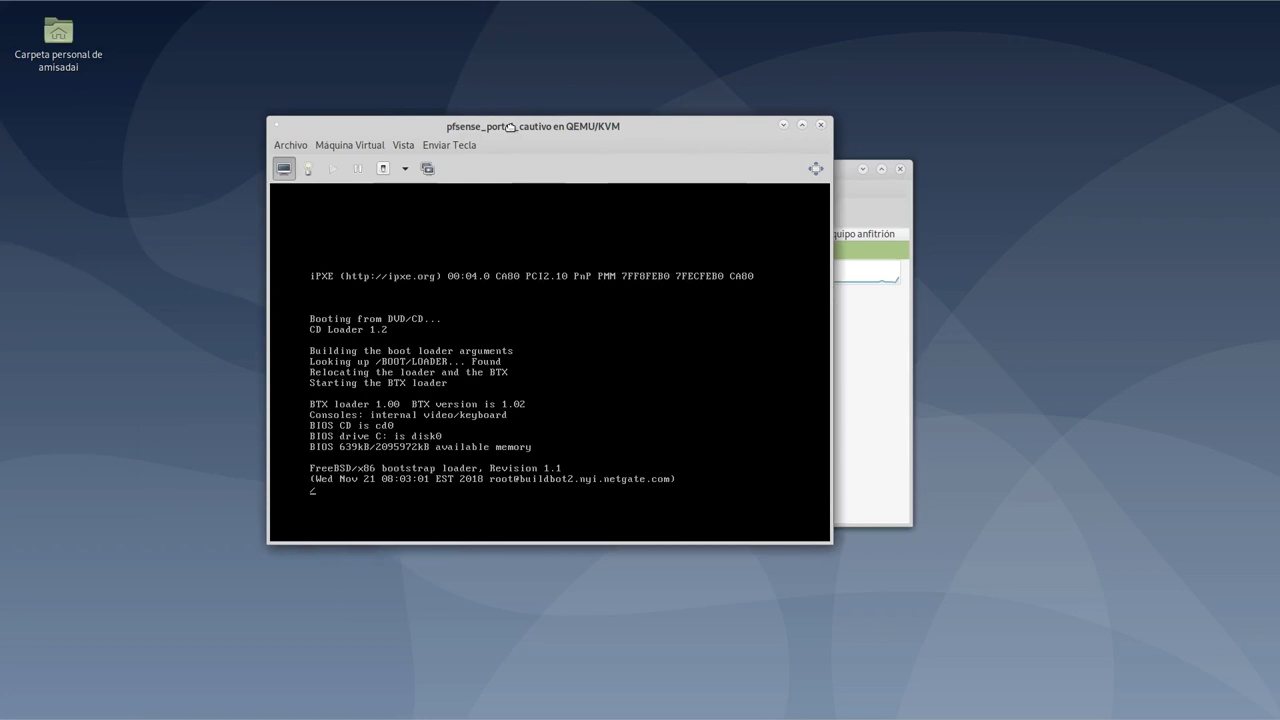 Carpeta personal de
amisadai
pfsense_portal_cautivo en QEMU/KVM
Archivo Máquina Virtual Vista Enviar Tecla
quipo anfitrión
iPXE (http://ipxe.org) 00:04.0 CA80 PCI2.10 PnP PMM 7FF8FEB0 7FECFEB0 CA80
Booting from DVD/CD...
CD Loader 1.2
Building the boot loader arguments
Looking up /BOOT/LOADER... Found
Relocating the loader and the BTX
Starting the BTX loader
BTX loader 1.00 BTX version is 1.02
Consoles: internal video/keyboard
BIOS CD is cd0
BIOS drive C: is disk0
BIOS 639kB/2095972kB available memory
FreeBSD/x86 bootstrap loader, Revision 1.1
(Wed Nov 21 08:03:01 EST 2018 root@buildbot2.nyi.netgate.com)
/